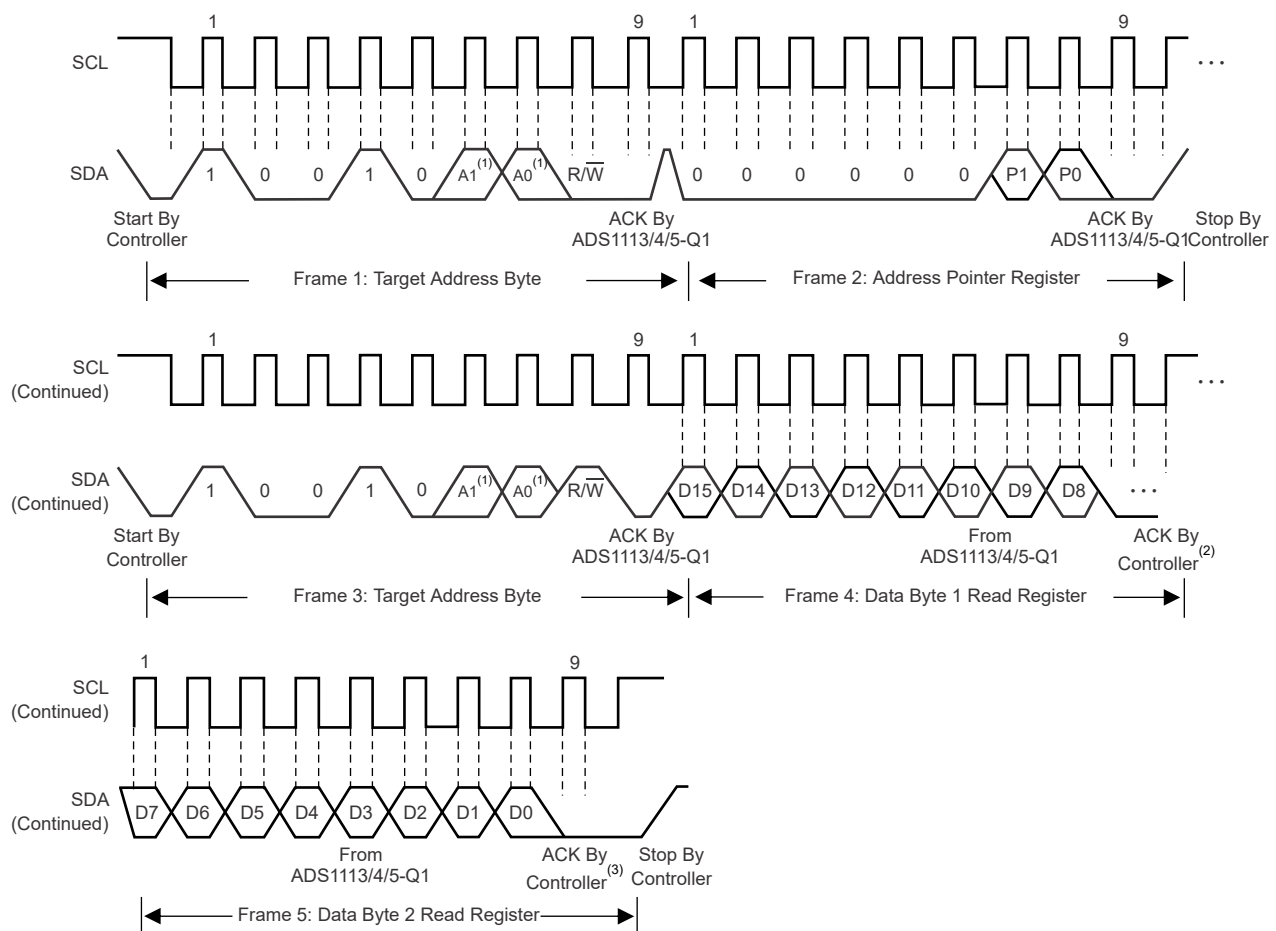 1 9 1 9
SCL ...
SDA 1 0 0 1 0 A1(1) A0(1) R/W 0 0 0 0 0 0 P1 P0
Start By ACK By ACK By Stop By
Controller ADS1113/4/5-Q1 ADS1113/4/5-Q1 Controller
Frame 1: Target Address Byte Frame 2: Address Pointer Register
1 9 1 9
SCL
(Continued) ...
SDA
(Continued) 1 0 0 1 0 A1(1) A0(1) R/W D15 D14 D13 D12 D11 D10 D9 D8 ...
Start By ACK By From ACK By
Controller ADS1113/4/5-Q1 ADS1113/4/5-Q1 Controller(2)
Frame 3: Target Address Byte Frame 4: Data Byte 1 Read Register
1 9
SCL
(Continued)
SDA
(Continued) D7 D6 D5 D4 D3 D2 D1 D0
From ACK By Stop By
ADS1113/4/5-Q1 Controller(3) Controller
Frame 5: Data Byte 2 Read Register